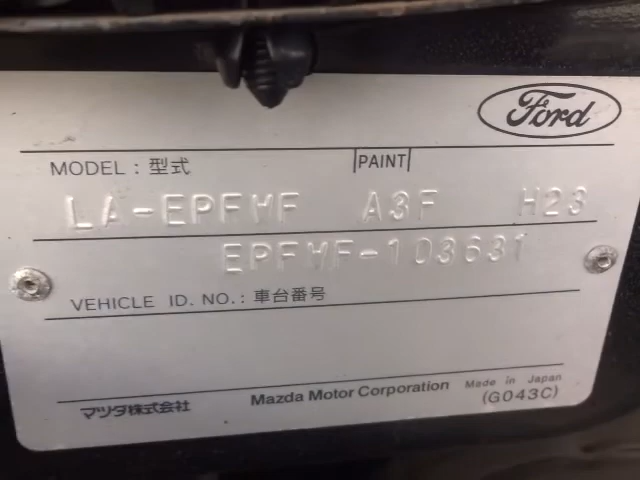 Ford
MODEL : 型式 PAINT
LA-EPFWF A3F H23
EPFWF-103631
VEHICLE ID. NO.: 車台番号
マツダ株式会社 Mazda Motor Corporation Made in Japan
(G043C)